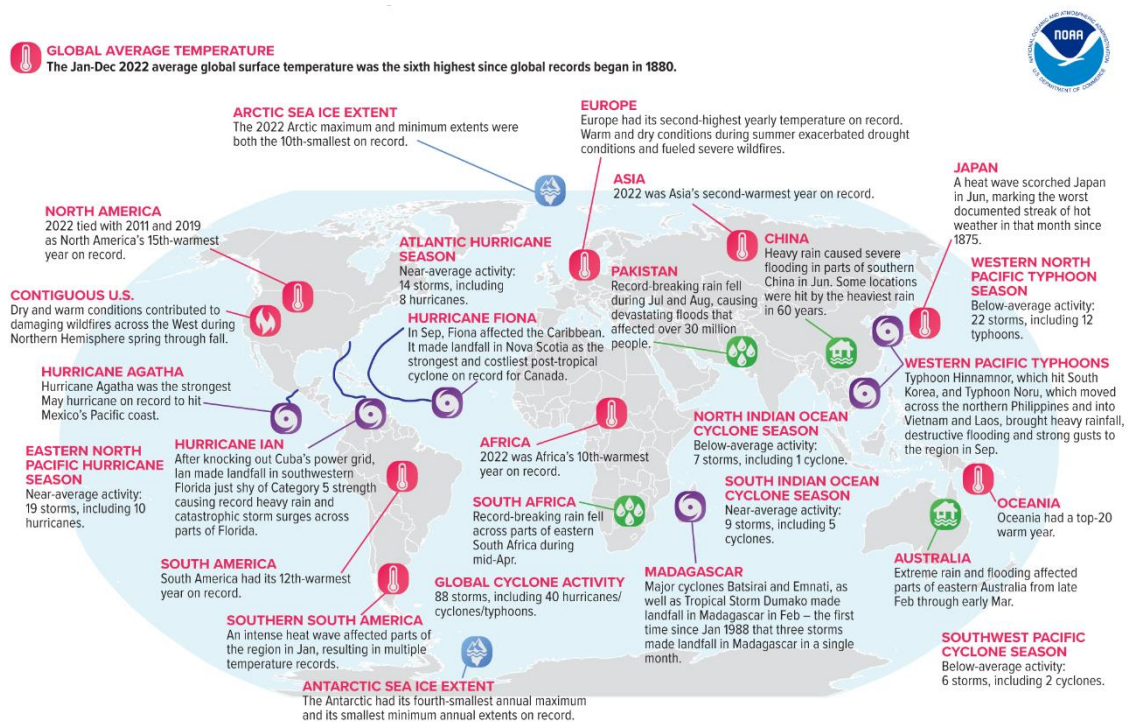 GLOBAL AVERAGE TEMPERATURE
The Jan-Dec 2022 average global surface temperature was the sixth highest since global records began in 1880.
NATIONAL OCEANIC AND ATMOSPHERIC ADMINISTRATION
NOAA
U.S. DEPARTMENT OF COMMERCE
ARCTIC SEA ICE EXTENT
The 2022 Arctic maximum and minimum extents were
both the 10th-smallest on record.
EUROPE
Europe had its second-highest yearly temperature on record.
Warm and dry conditions during summer exacerbated drought
conditions and fueled severe wildfires.
ASIA
2022 was Asia's second-warmest year on record.
JAPAN
A heat wave scorched Japan
in Jun, marking the worst
documented streak of hot
weather in that month since
1875.
NORTH AMERICA
2022 tied with 2011 and 2019
as North America's 15th-warmest
year on record.
ATLANTIC HURRICANE
SEASON
Near-average activity:
14 storms, including
8 hurricanes.
PAKISTAN
Record-breaking rain fell
during Jul and Aug, causing
devastating floods that
affected over 30 million
people.
CHINA
Heavy rain caused severe
flooding in parts of southern
China in Jun. Some locations
were hit by the heaviest rain
in 60 years.
WESTERN NORTH
PACIFIC TYPHOON
SEASON
Below-average activity:
22 storms, including 12
typhoons.
CONTIGUOUS U.S.
Dry and warm conditions contributed to
damaging wildfires across the West during
Northern Hemisphere spring through fall.
HURRICANE FIONA
In Sep, Fiona affected the Caribbean.
It made landfall in Nova Scotia as the
strongest and costliest post-tropical
cyclone on record for Canada.
WESTERN PACIFIC TYPHOONS
Typhoon Hinnamnor, which hit South
Korea, and Typhoon Noru, which moved
across the northern Philippines and into
Vietnam and Laos, brought heavy rainfall,
destructive flooding and strong gusts to
the region in Sep.
HURRICANE AGATHA
Hurricane Agatha was the strongest
May hurricane on record to hit
Mexico's Pacific coast.
EASTERN NORTH
PACIFIC HURRICANE
SEASON
Near-average activity:
19 storms, including 10
hurricanes.
HURRICANE IAN
After knocking out Cuba's power grid,
Ian made landfall in southwestern
Florida just shy of Category 5 strength
causing record heavy rain and
catastrophic storm surges across
parts of Florida.
AFRICA
2022 was Africa's 10th-warmest
year on record.
NORTH INDIAN OCEAN
CYCLONE SEASON
Below-average activity:
7 storms, including 1 cyclone.
SOUTH INDIAN OCEAN
CYCLONE SEASON
Near-average activity:
9 storms, including 5
cyclones.
SOUTH AFRICA
Record-breaking rain fell
across parts of eastern
South Africa during
mid-Apr.
OCEANIA
Oceania had a top-20
warm year.
SOUTH AMERICA
South America had its 12th-warmest
year on record.
GLOBAL CYCLONE ACTIVITY
88 storms, including 40 hurricanes/
cyclones/typhoons.
MADAGASCAR
Major cyclones Batsirai and Emnati, as
well as Tropical Storm Dumako made
landfall in Madagascar in Feb – the first
time since Jan 1988 that three storms
made landfall in Madagascar in a single
month.
AUSTRALIA
Extreme rain and flooding affected
parts of eastern Australia from late
Feb through early Mar.
SOUTHERN SOUTH AMERICA
An intense heat wave affected parts of
the region in Jan, resulting in multiple
temperature records.
SOUTHWEST PACIFIC
CYCLONE SEASON
Below-average activity:
6 storms, including 2 cyclones.
ANTARCTIC SEA ICE EXTENT
The Antarctic had its fourth-smallest annual maximum
and its smallest minimum annual extents on record.